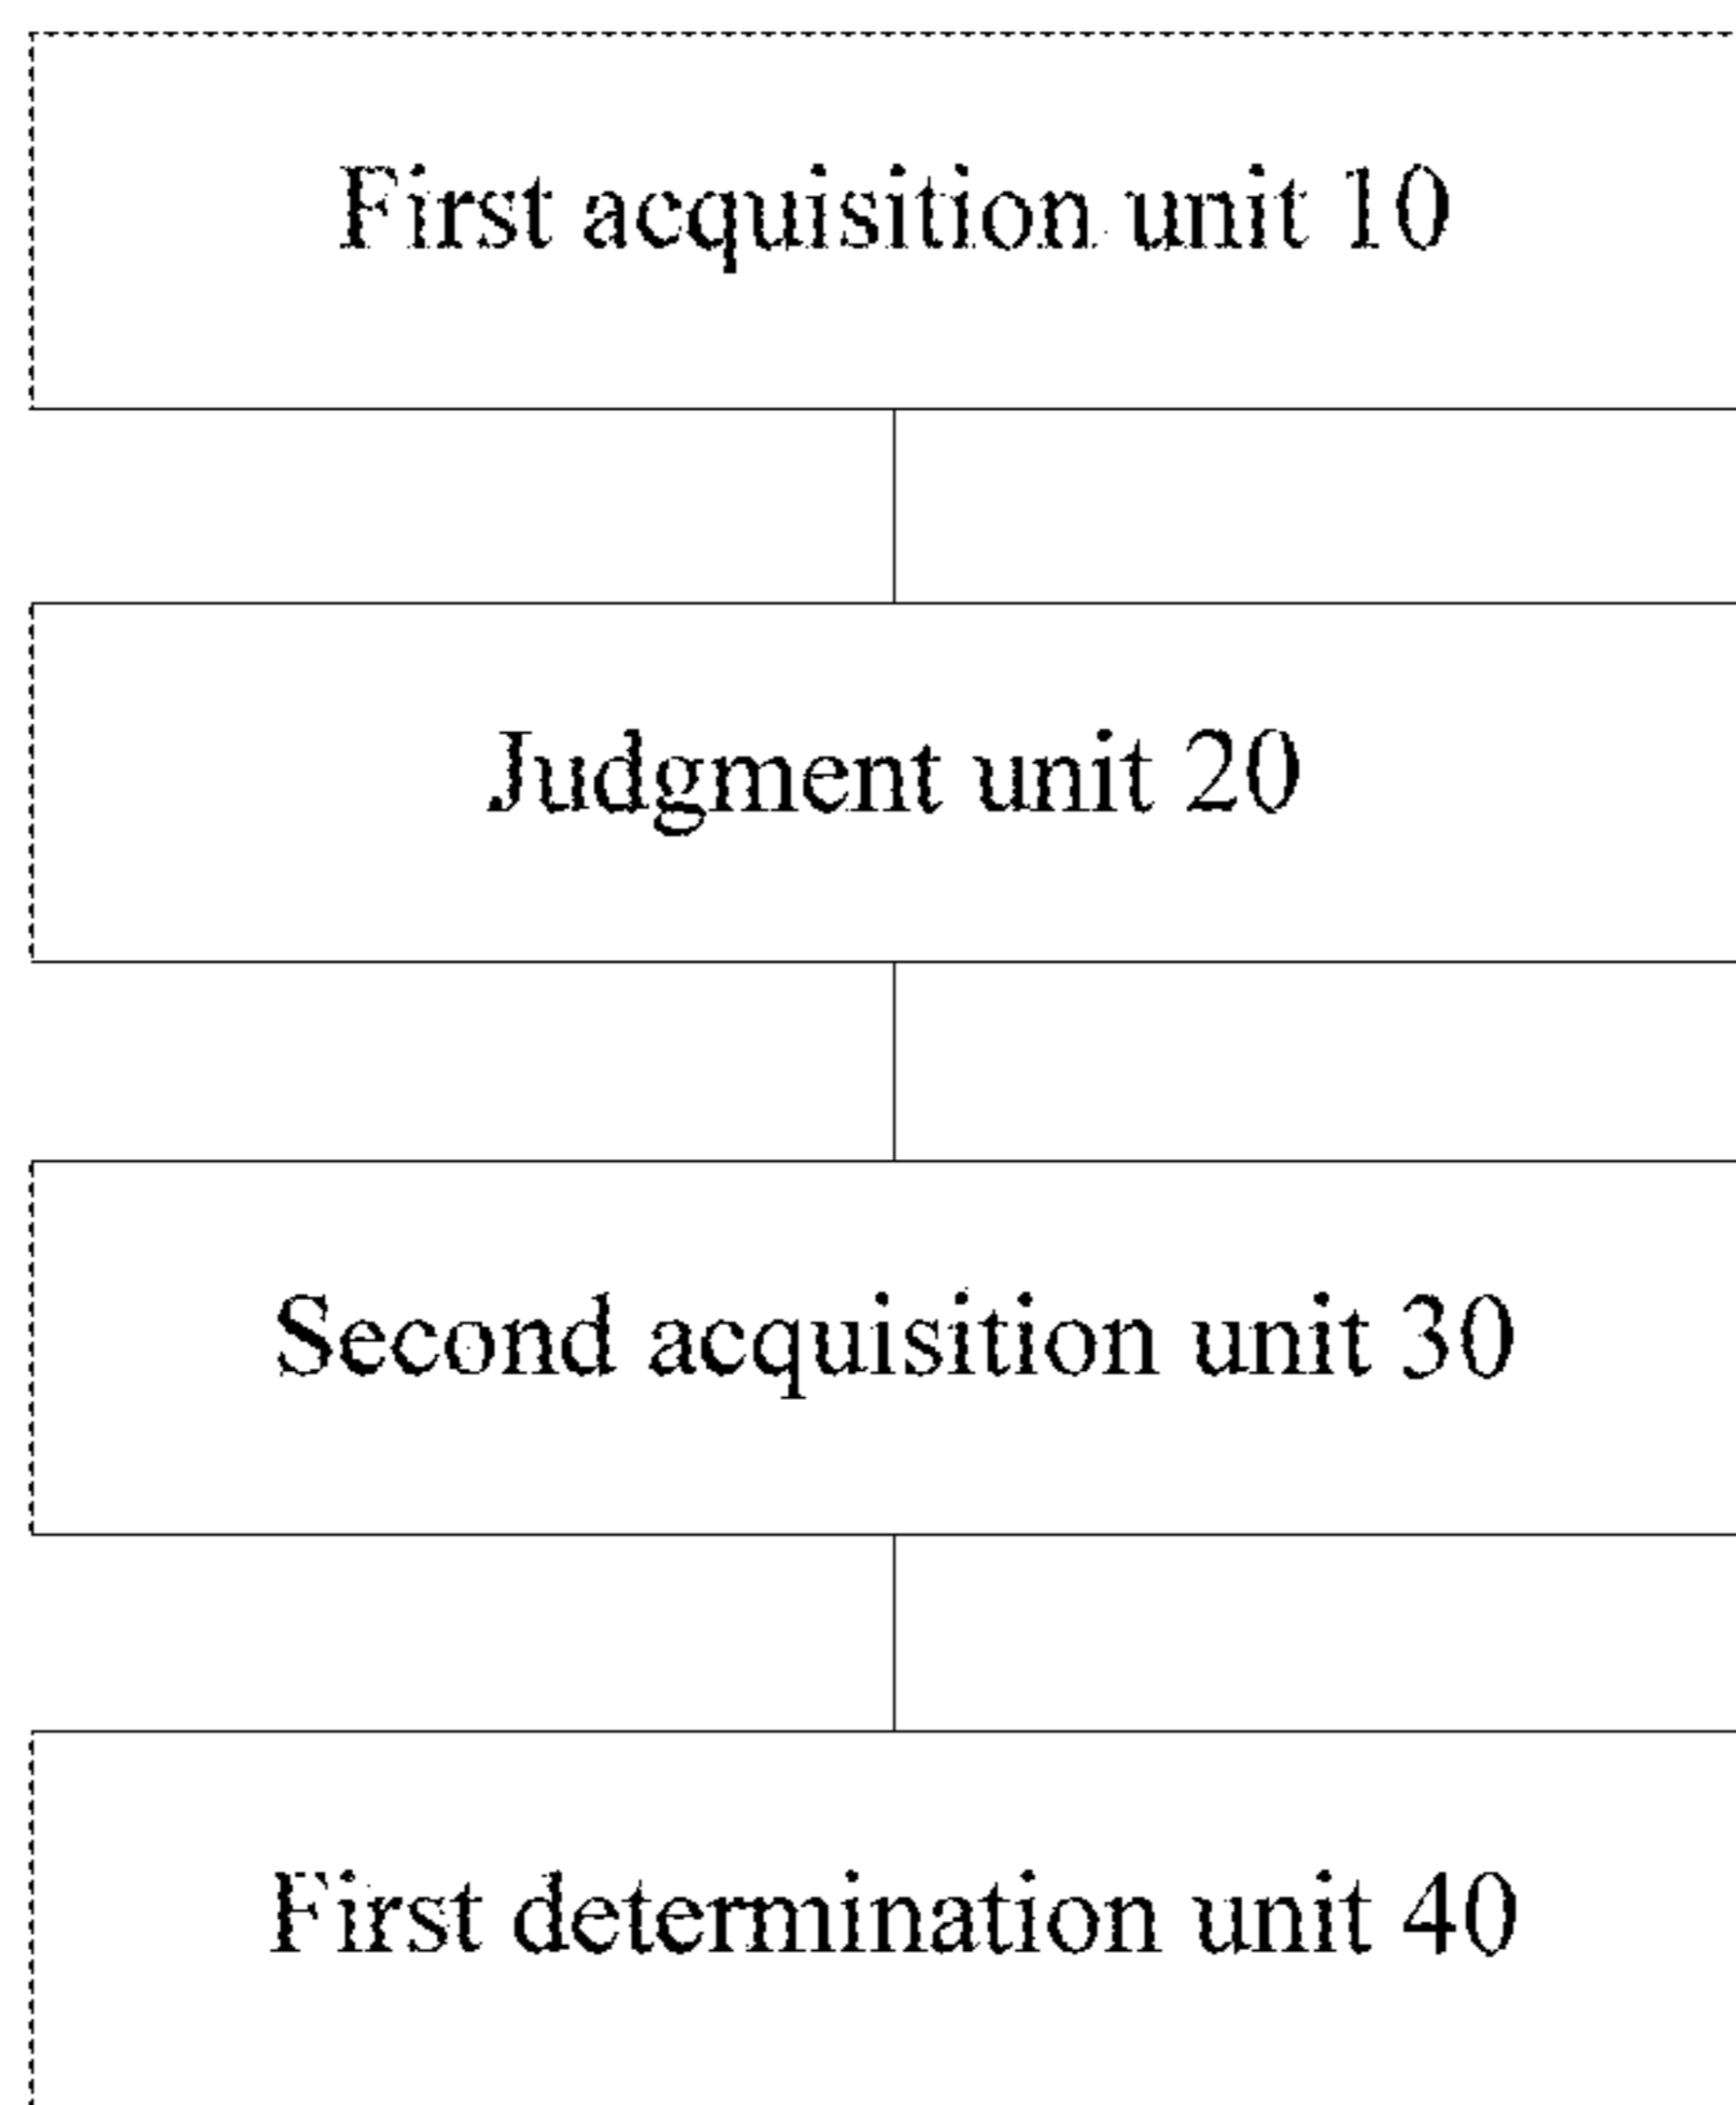 First acquisition unit 10
Judgment unit 20
Second acquisition unit 30
First determination unit 40